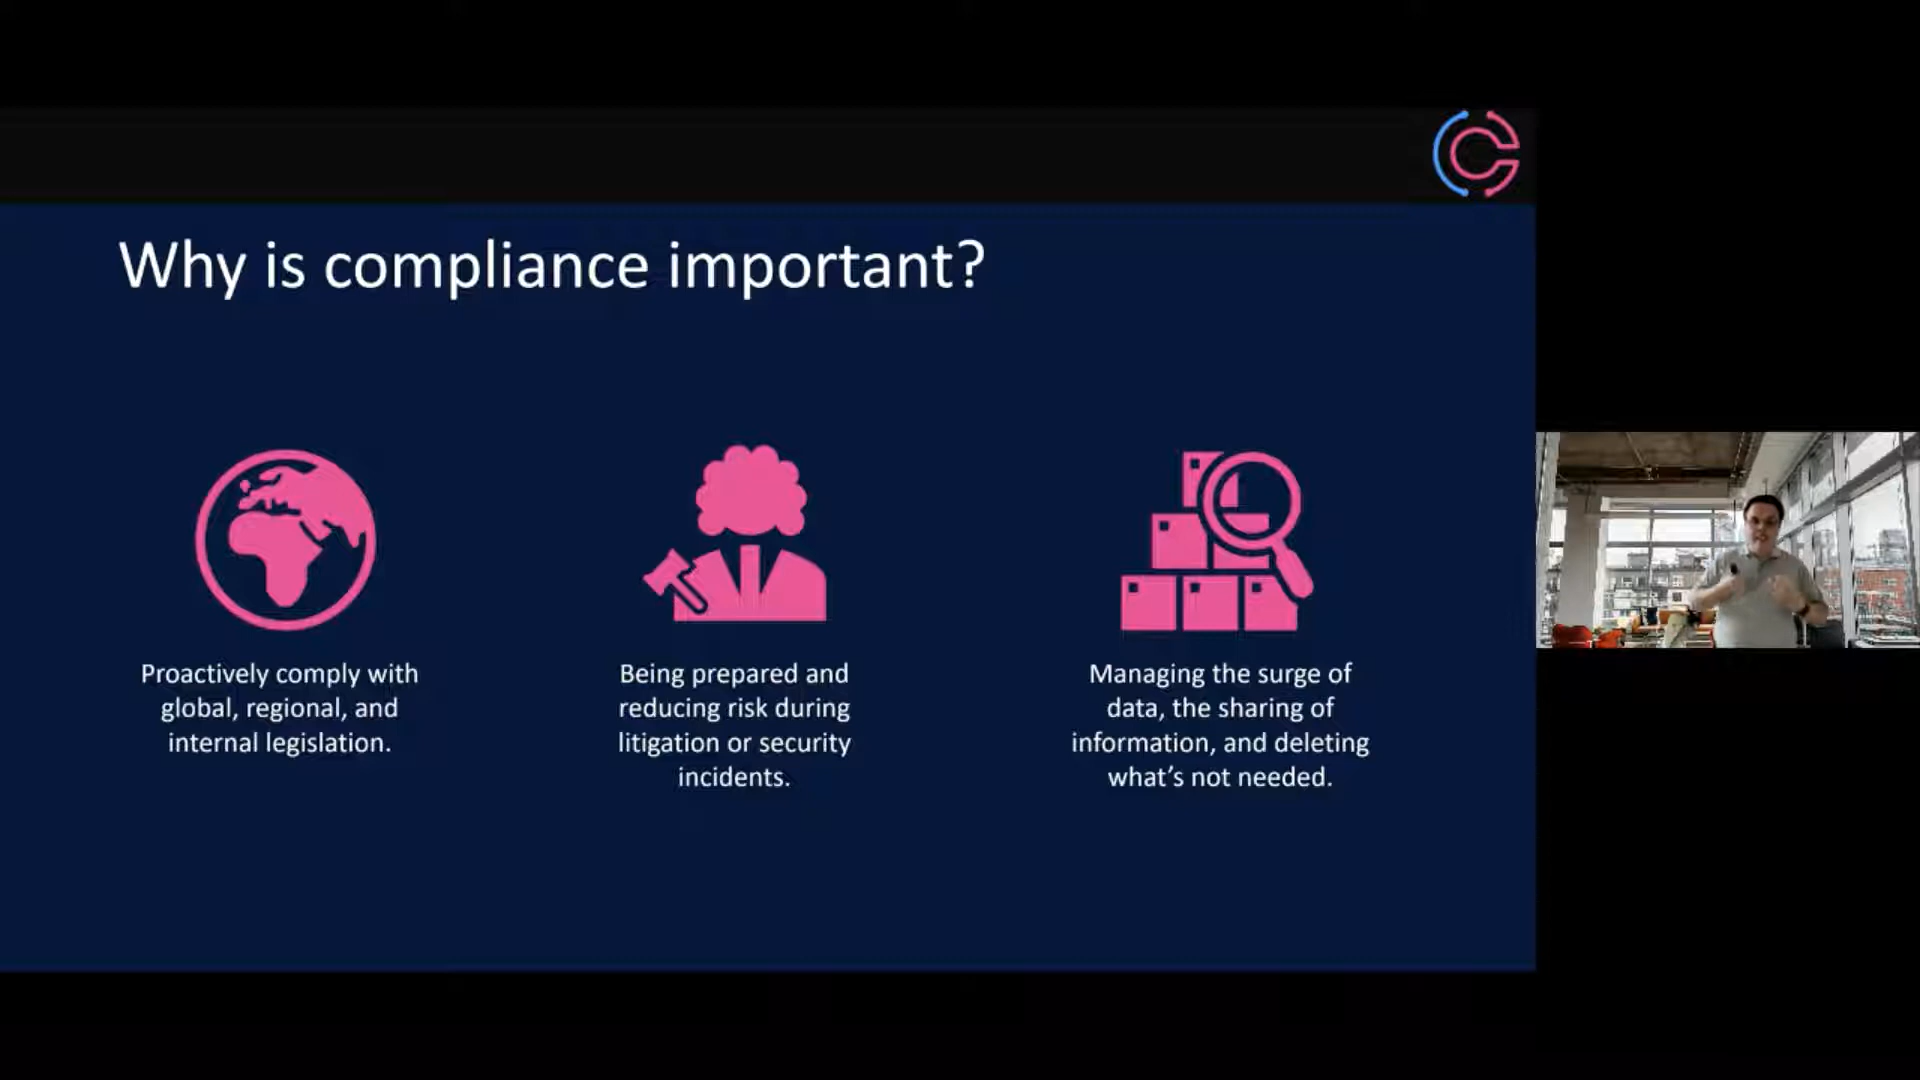 Why is compliance important?
Proactively comply with
global, regional, and
internal legislation.
Being prepared and
reducing risk during
litigation or security
incidents.
Managing the surge of
data, the sharing of
information, and deleting
what's not needed.